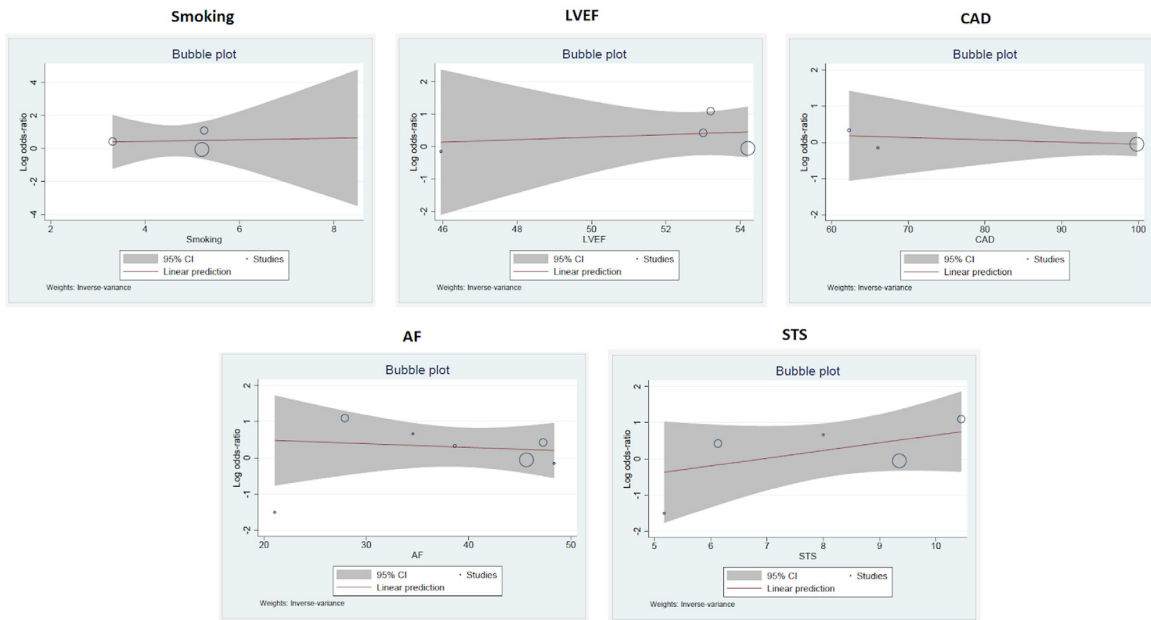 Smoking
Bubble plot
Log odds-ratio
4
2
0
-2
-4
2
4
6
8
Smoking
95% CI
Studies
Linear prediction
Weights: Inverse-variance
LVEF
Bubble plot
Log odds-ratio
2
1
0
-1
-2
46
48
50
52
54
LVEF
95% CI
Studies
Linear prediction
Weights: Inverse-variance
CAD
Bubble plot
Log odds-ratio
2
1
0
-1
-2
60
70
80
90
100
CAD
95% CI
Studies
Linear prediction
Weights: Inverse-variance
AF
Bubble plot
Log odds-ratio
2
1
0
-1
-2
20
30
40
50
AF
95% CI
Studies
Linear prediction
Weights: Inverse-variance
STS
Bubble plot
Log odds-ratio
2
1
0
-1
-2
5
6
7
8
9
10
STS
95% CI
Studies
Linear prediction
Weights: Inverse-variance